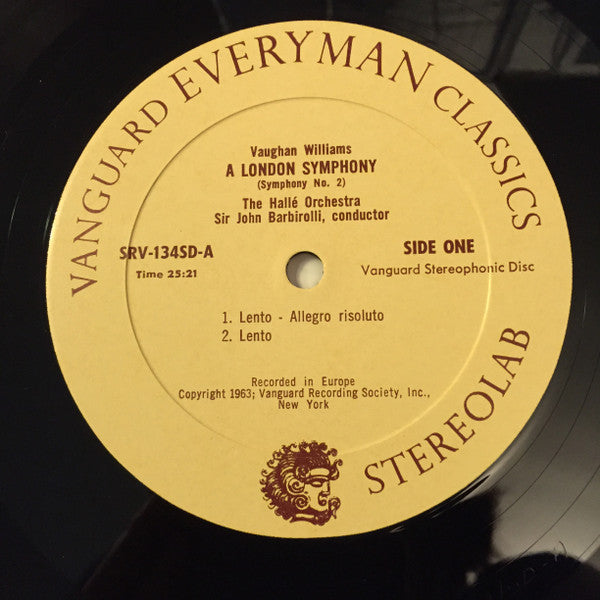 VANGUARD EVERYMAN CLASSICS
Vaughan Williams
A LONDON SYMPHONY
(Symphony No. 2)
The Hallé Orchestra
Sir John Barbirolli, conductor
SRV-134SD-A
Time 25:21
SIDE ONE
Vanguard Stereophonic Disc
1. Lento - Allegro risoluto
2. Lento
Recorded in Europe
Copyright 1963; Vanguard Recording Society, Inc.,
New York
STEREOLAB